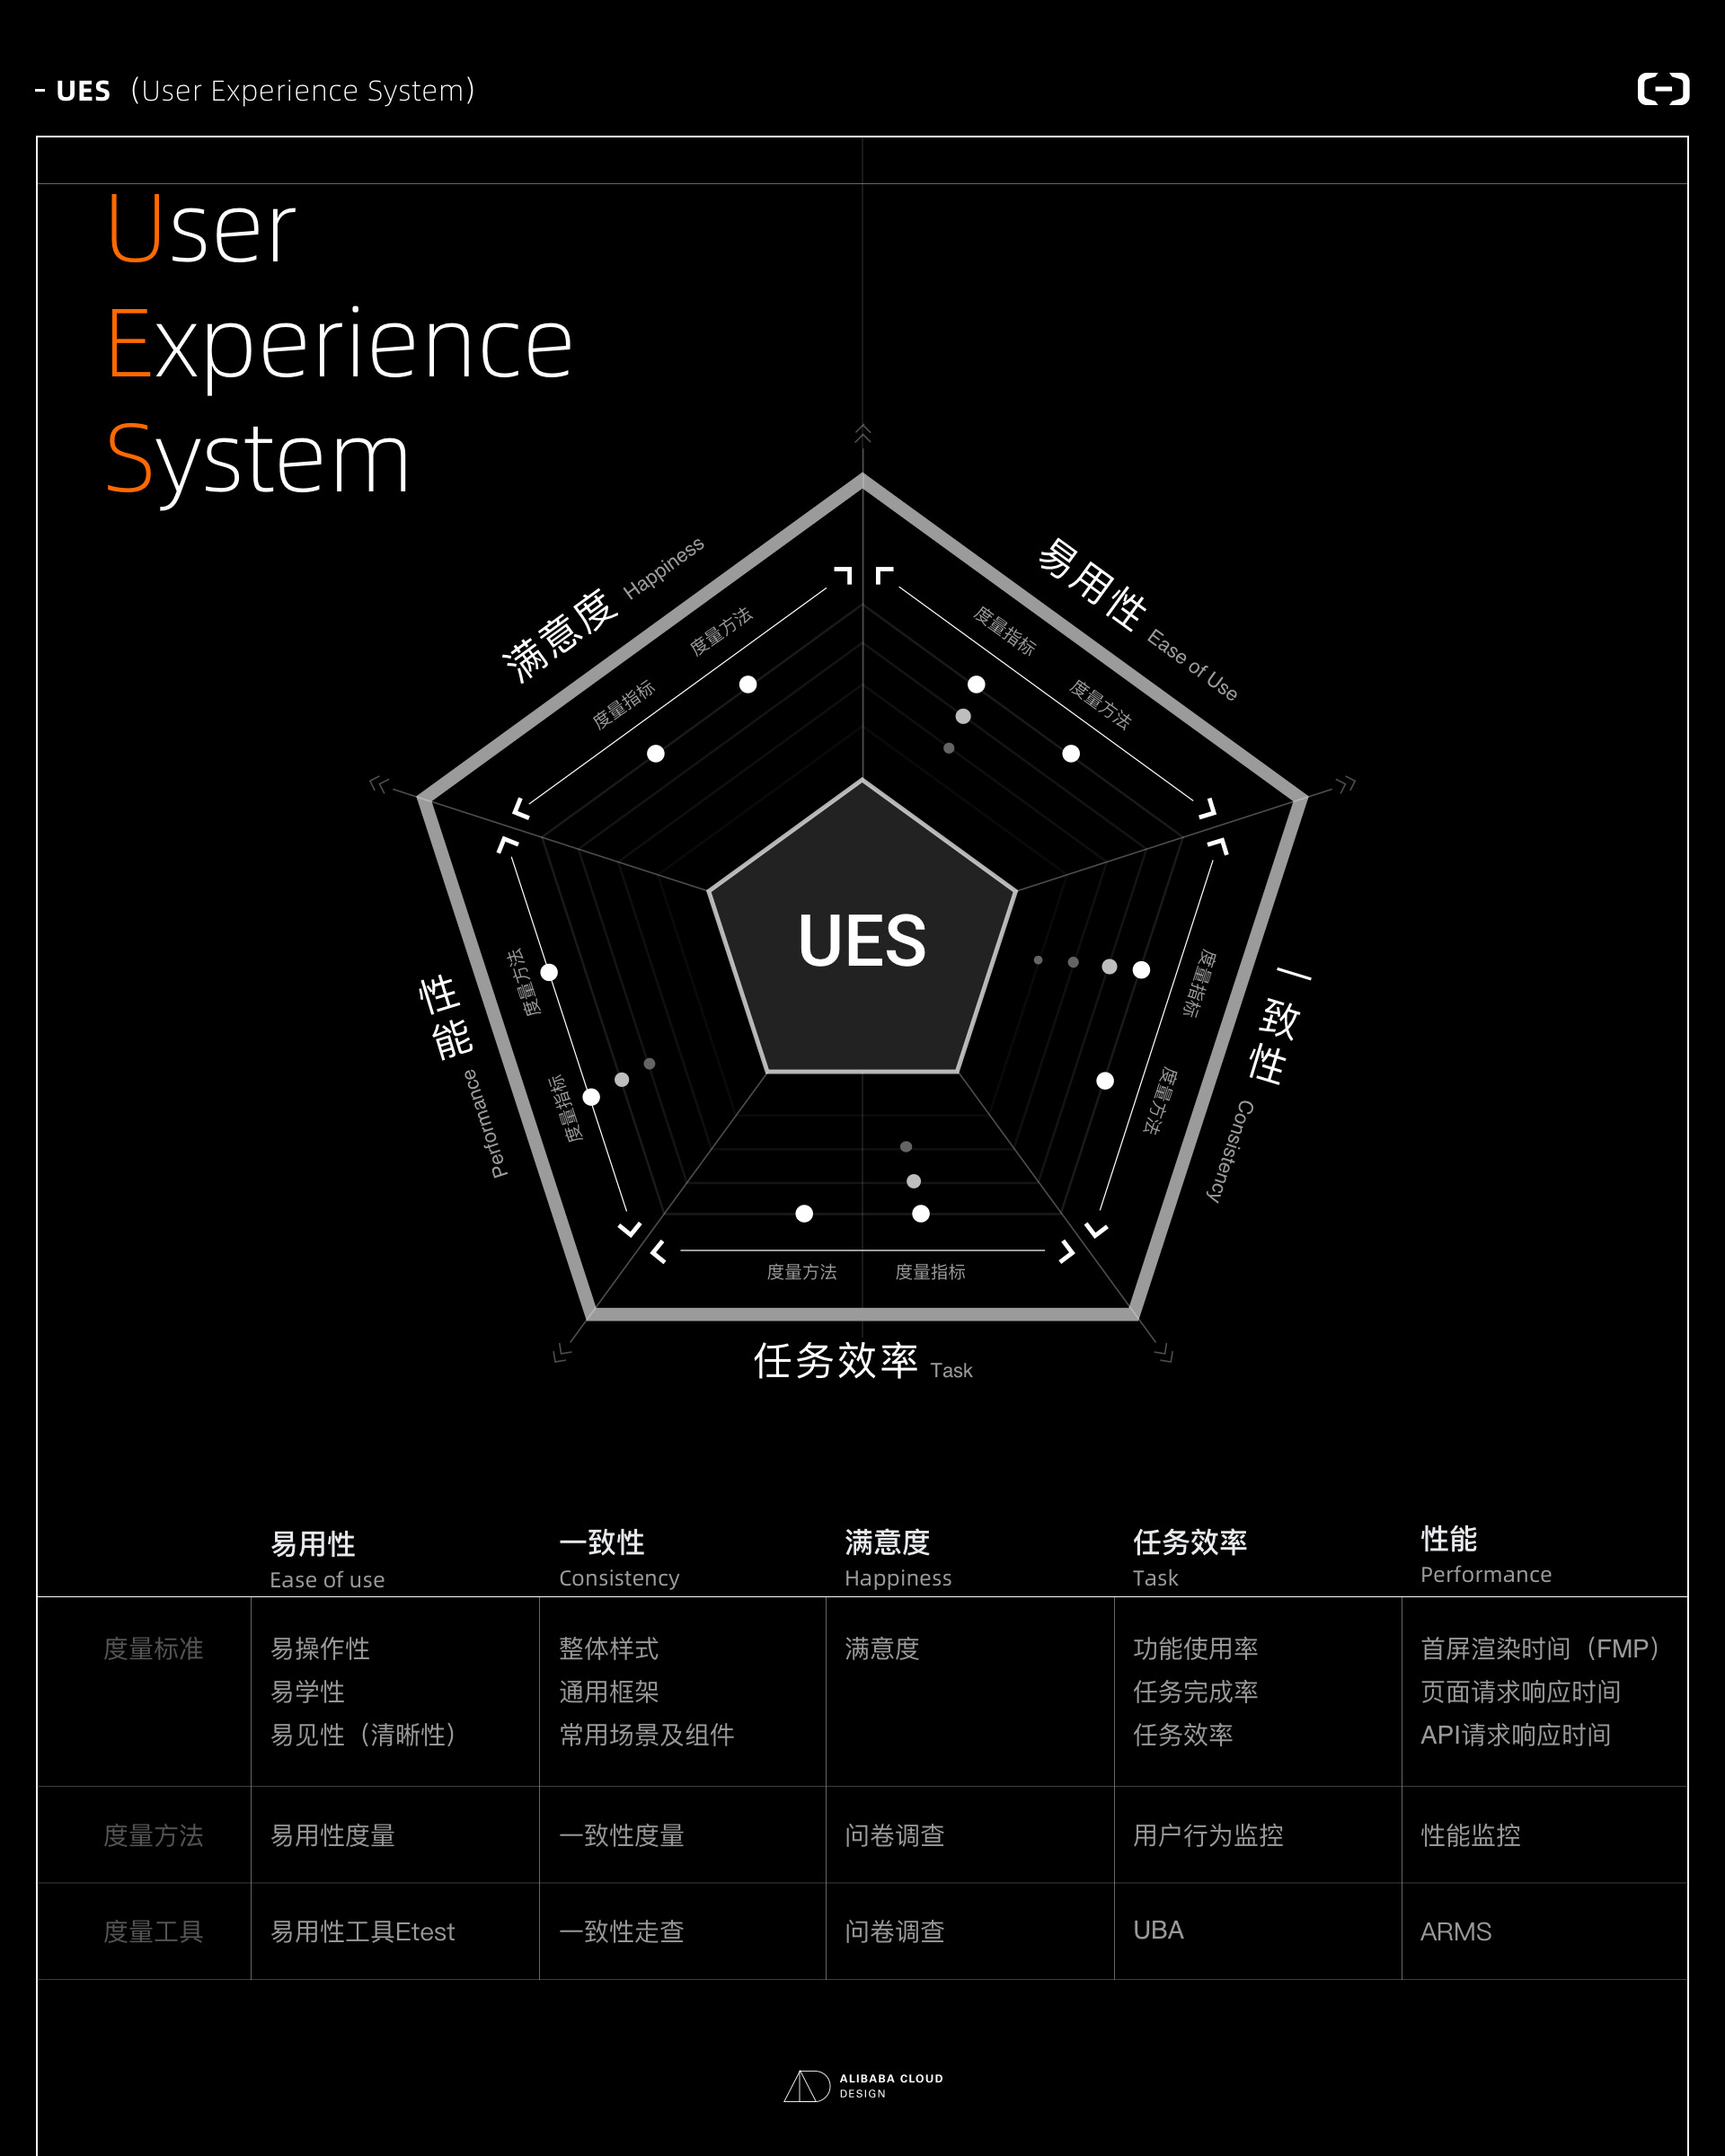 - UES（User Experience System）
User
Experience
System
满意度 Happiness
易用性 Ease of Use
度量方法
度量指标
度量指标
度量方法
UES
性能 Performance
度量方法
度量指标
一致性 Consistency
度量指标
度量方法
度量方法 度量指标
任务效率 Task
易用性 一致性 满意度 任务效率 性能
Ease of use Consistency Happiness Task Performance
度量标准 易操作性 整体样式 满意度 功能使用率 首屏渲染时间（FMP）
易学性 通用框架 任务完成率 页面请求响应时间
易见性（清晰性） 常用场景及组件 任务效率 API请求响应时间
度量方法 易用性度量 一致性度量 问卷调查 用户行为监控 性能监控
度量工具 易用性工具Etest 一致性走查 问卷调查 UBA ARMS
ALIBABA CLOUD
DESIGN